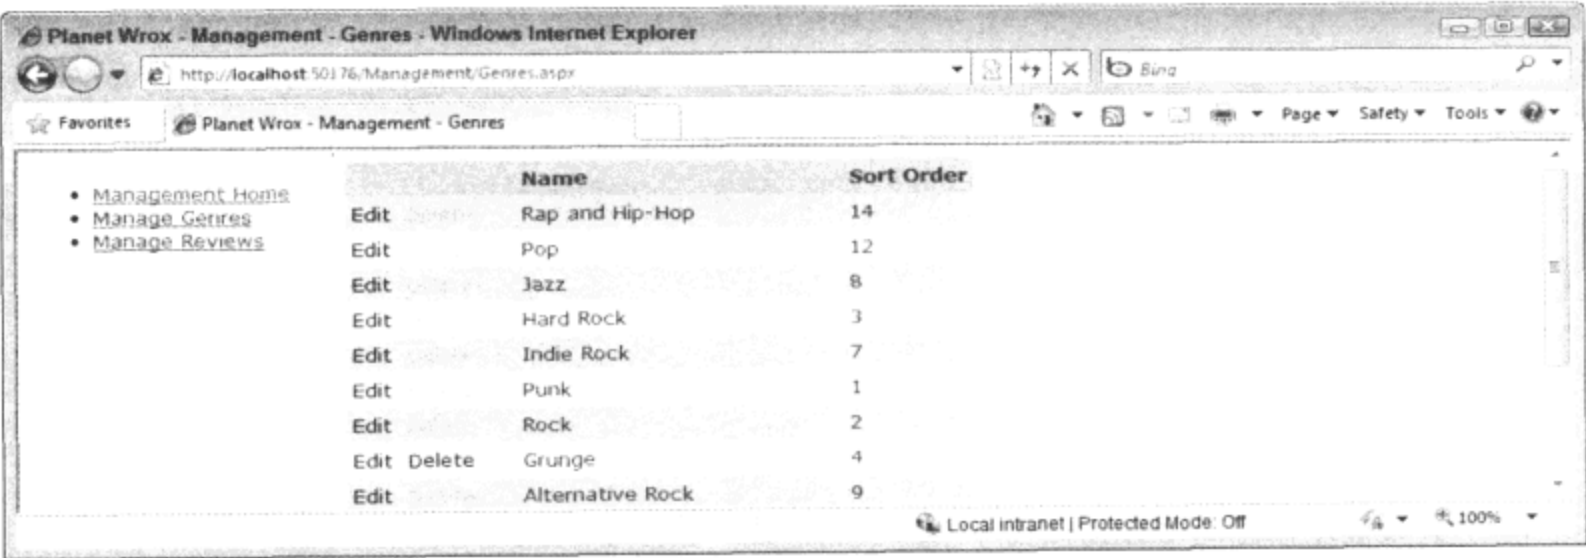 Planet Wrox - Management - Genres - Windows Internet Explorer
http://localhost:50176/Management/Genres.aspx
Bing
Favorites Planet Wrox - Management - Genres Page Safety Tools
Management Home
Manage Genres
Manage Reviews
Name Sort Order
Edit Rap and Hip-Hop 14
Edit Pop 12
Edit Jazz 8
Edit Hard Rock 3
Edit Indie Rock 7
Edit Punk 1
Edit Rock 2
Edit Delete Grunge 4
Edit Alternative Rock 9
Local intranet | Protected Mode: Off 100%